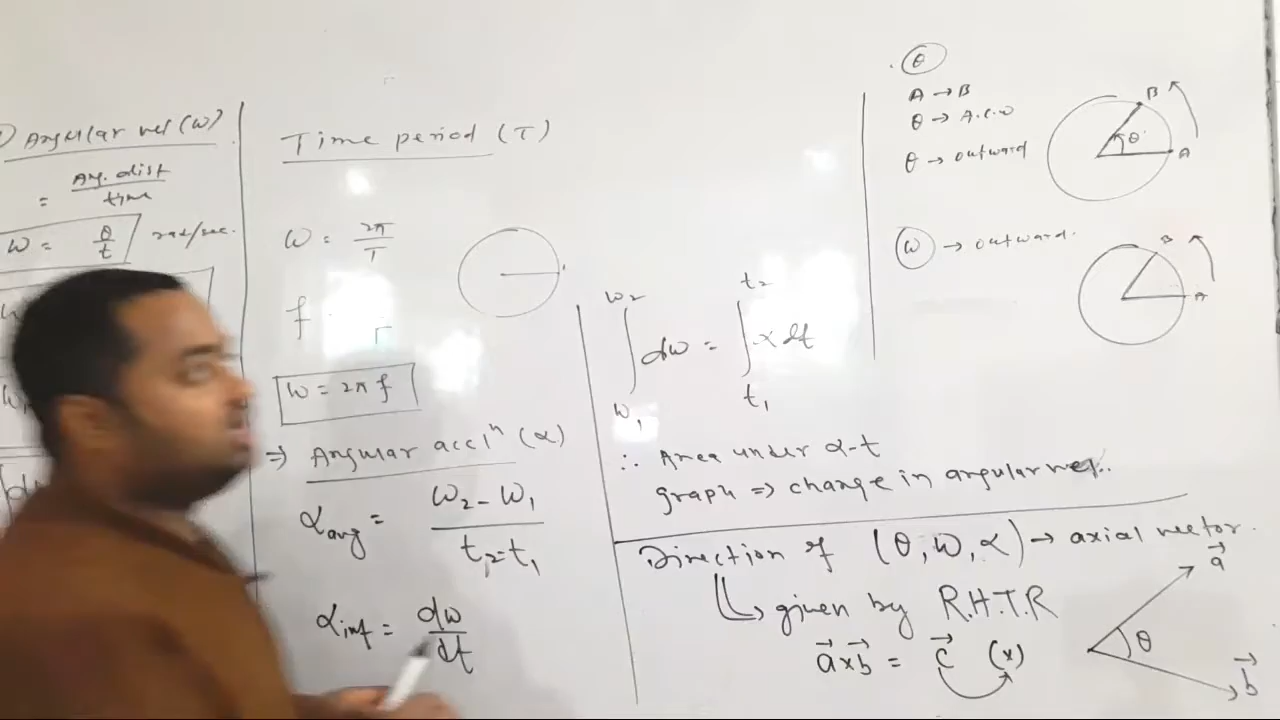 Angular vel (ω)
= Ang. dist / time
ω = θ/t rad/sec.
Time period (T)
ω = 2π/T
f
ω = 2π f
⇒ Angular accl^n (α)
α_avg = (ω₂ - ω₁)/(t₂ - t₁)
α_inst = dω/dt
∫_{ω₁}^{ω₂} dω = ∫_{t₁}^{t₂} α dt
∴ Area under α-t
graph ⇒ change in angular vel..
Direction of (θ, ω, α) → axial vector.
↳ given by R.H.T.R
a⃗ × b⃗ = c⃗ (x)
a⃗
θ
b⃗
θ
A → B
θ → A.C.W
θ → outward
B
θ
A
ω → outward.
B
A